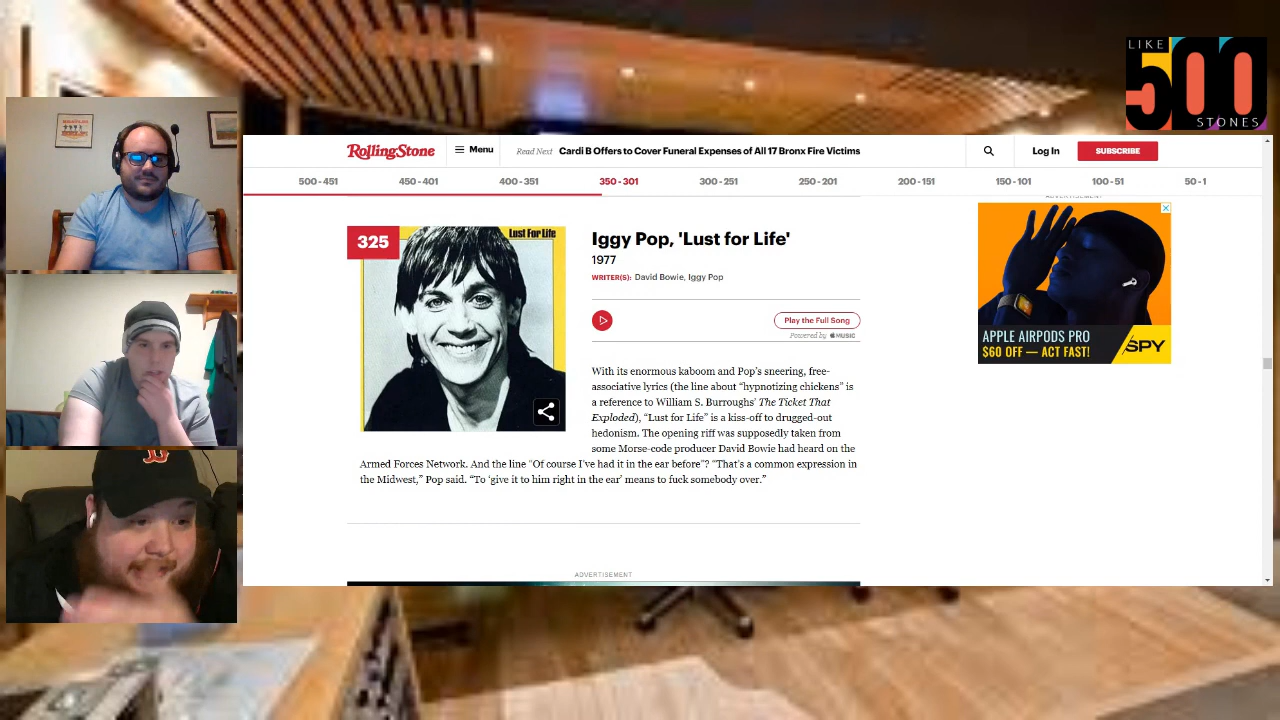 LIKE
500
STONES
RollingStone
Menu
Read Next Cardi B Offers to Cover Funeral Expenses of All 17 Bronx Fire Victims
Log In
SUBSCRIBE
500-451 450-401 400-351 350-301 300-251 250-201 200-151 150-101 100-51 50-1
ADVERTISEMENT
325
Lust For Life
Iggy Pop, 'Lust for Life'
1977
WRITER(S): David Bowie, Iggy Pop
Play the Full Song
Powered by MUSIC
With its enormous kaboom and Pop's sneering, free-
associative lyrics (the line about “hypnotizing chickens” is
a reference to William S. Burroughs' The Ticket That
Exploded), “Lust for Life” is a kiss-off to drugged-out
hedonism. The opening riff was supposedly taken from
some Morse-code producer David Bowie had heard on the
Armed Forces Network. And the line “Of course I've had it in the ear before”? “That's a common expression in
the Midwest,” Pop said. “To ‘give it to him right in the ear’ means to fuck somebody over.”
APPLE AIRPODS PRO
$60 OFF — ACT FAST!
SPY
ADVERTISEMENT